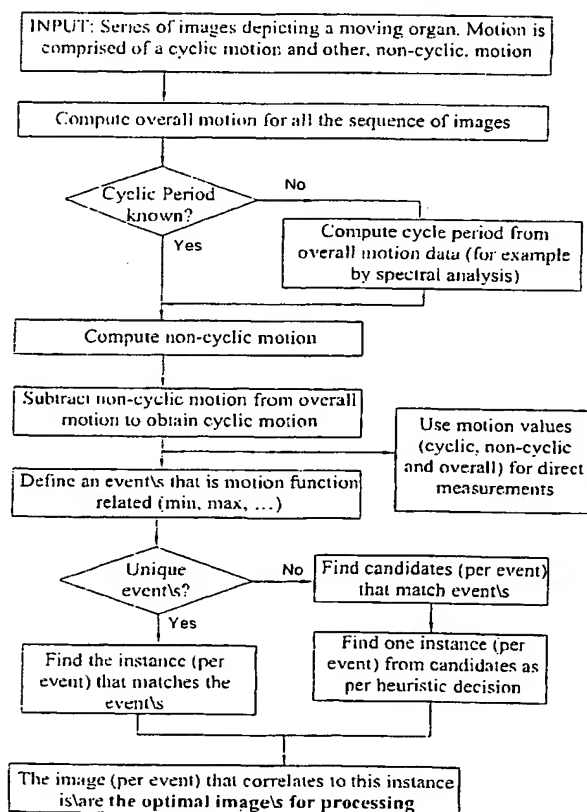 INPUT: Series of images depicting a moving organ. Motion is
comprised of a cyclic motion and other, non-cyclic, motion
Compute overall motion for all the sequence of images
Cyclic Period
known?
No
Yes
Compute cycle period from
overall motion data (for example
by spectral analysis)
Compute non-cyclic motion
Subtract non-cyclic motion from overall
motion to obtain cyclic motion
Use motion values
(cyclic, non-cyclic
and overall) for direct
measurements
Define an event\s that is motion function
related (min, max, ...)
Unique
event\s?
No
Yes
Find candidates (per event)
that match event\s
Find the instance (per
event) that matches the
event\s
Find one instance (per
event) from candidates as
per heuristic decision
The image (per event) that correlates to this instance
is\are the optimal image\s for processing